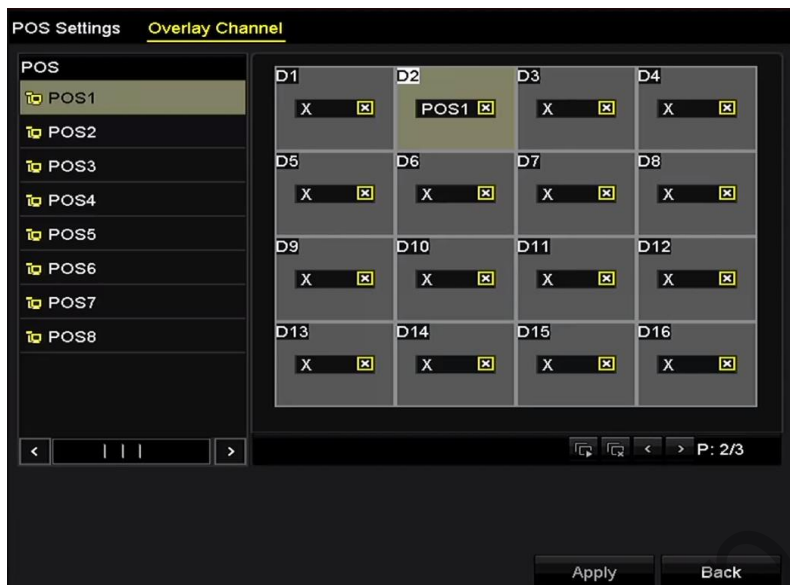 POS Settings Overlay Channel
POS
POS1
POS2
POS3
POS4
POS5
POS6
POS7
POS8
D1 D2 D3 D4
X POS1 X X
D5 D6 D7 D8
X X X X
D9 D10 D11 D12
X X X X
D13 D14 D15 D16
X X X X
P: 2/3
Apply Back